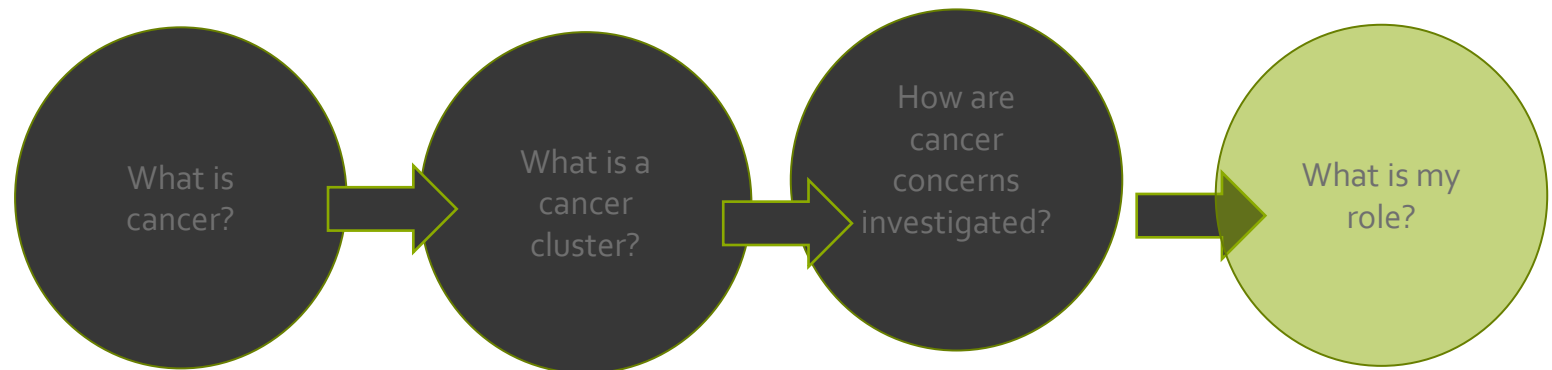 What is
cancer?
What is a
cancer
cluster?
How are
cancer
concerns
investigated?
What is my
role?